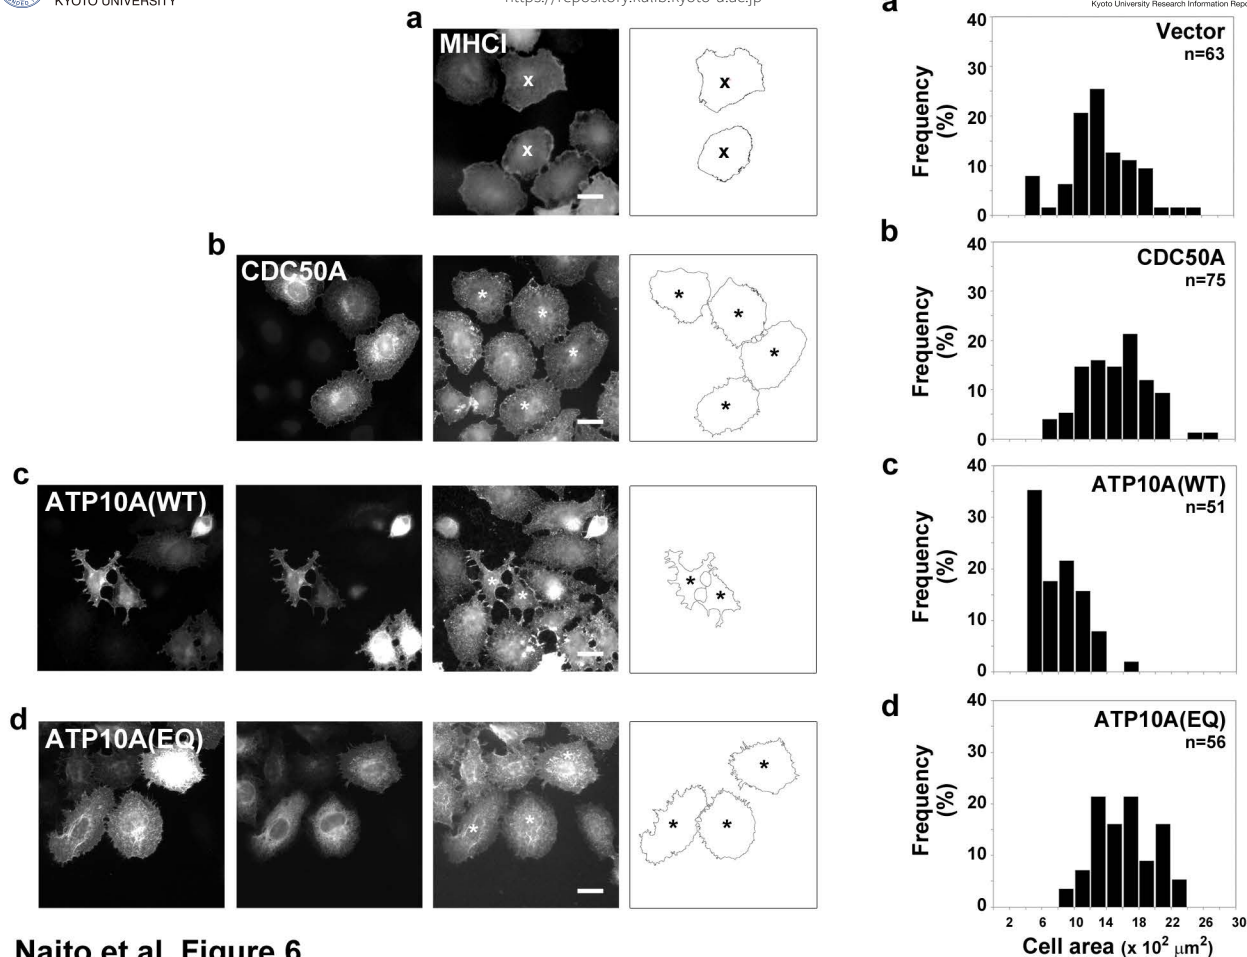 KYOTO UNIVERSITY
https://repository.kulib.kyoto-u.ac.jp
Kyoto University Research Information Repo
a
MHCI
x
x
x
x
b
CDC50A
*
*
*
*
*
*
*
*
c
ATP10A(WT)
*
*
*
*
d
ATP10A(EQ)
*
*
*
*
*
*
a
Vector
n=63
Frequency
(%)
40
30
20
10
0
b
CDC50A
n=75
Frequency
(%)
40
30
20
10
0
c
ATP10A(WT)
n=51
Frequency
(%)
40
30
20
10
0
d
ATP10A(EQ)
n=56
Frequency
(%)
40
30
20
10
0
2 6 10 14 18 22 26 30
Cell area (x 10² μm²)
Naito et al. Figure 6